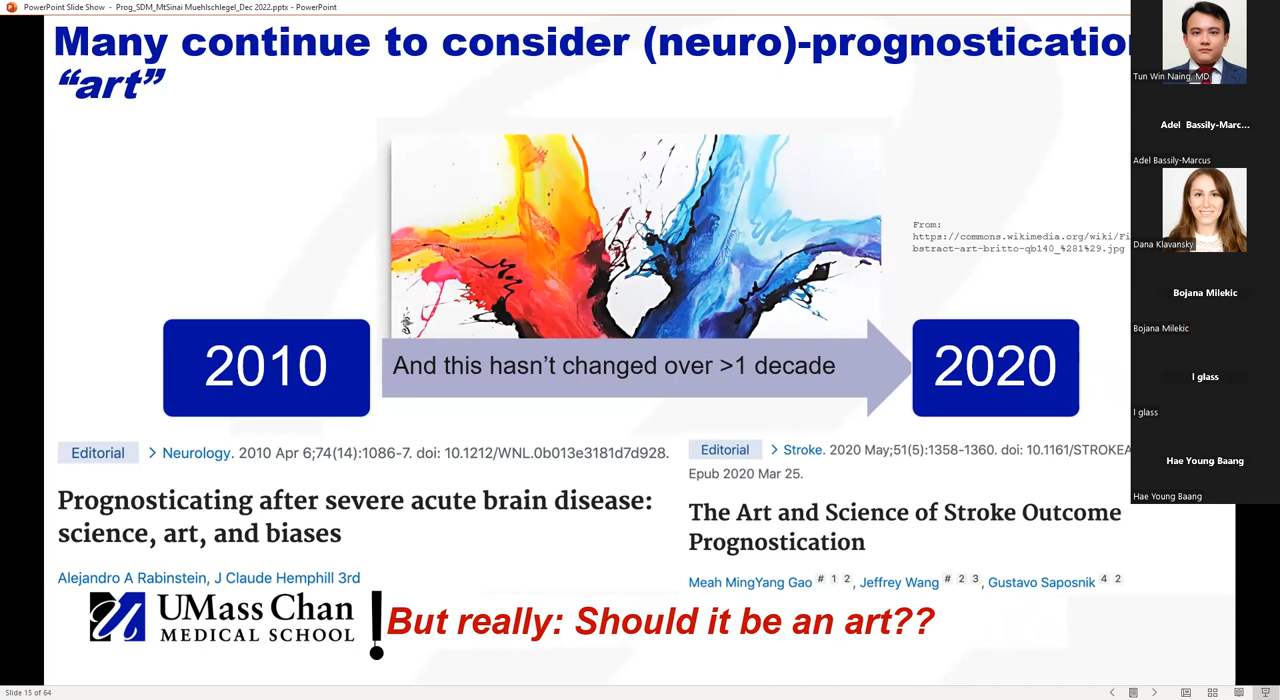 PowerPoint Slide Show - Prog_SDM_MtSinai Muehlschlegel_Dec 2022.pptx - PowerPoint
Many continue to consider (neuro)-prognosticatio
“art”
From:
https://commons.wikimedia.org/wiki/Fi
bstract-art-britto-qb140_%281%29.jpg
2010
And this hasn’t changed over >1 decade
2020
Editorial > Neurology. 2010 Apr 6;74(14):1086-7. doi: 10.1212/WNL.0b013e3181d7d928.
Prognosticating after severe acute brain disease:
science, art, and biases
Alejandro A Rabinstein, J Claude Hemphill 3rd
Editorial > Stroke. 2020 May;51(5):1358-1360. doi: 10.1161/STROKEA
Epub 2020 Mar 25.
The Art and Science of Stroke Outcome
Prognostication
Meah MingYang Gao # 1 2, Jeffrey Wang # 2 3, Gustavo Saposnik 4 2
UMass Chan
MEDICAL SCHOOL
But really: Should it be an art??
Tun Win Naing, MD
Adel Bassily-Marc...
Adel Bassily-Marcus
Dana Klavansky
Bojana Milekic
Bojana Milekic
I glass
I glass
Hae Young Baang
Hae Young Baang
Slide 15 of 64